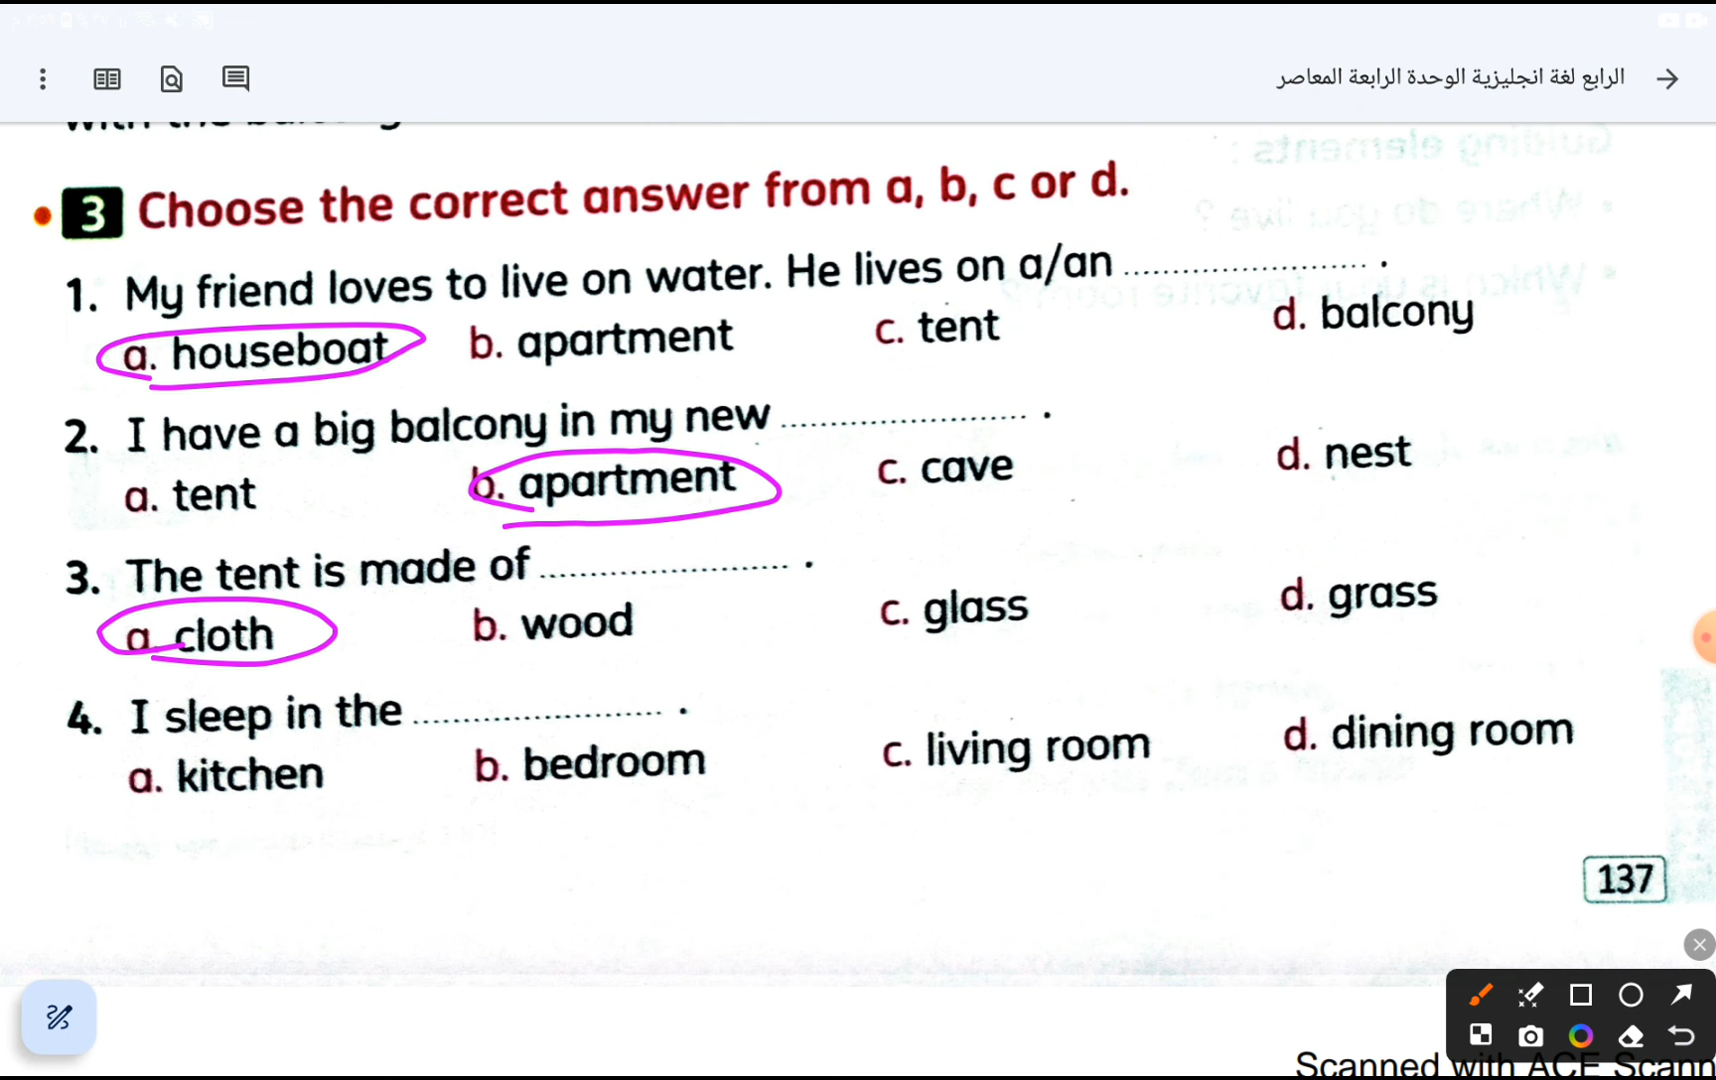 الرابع لغة انجليزية الوحدة الرابعة المعاصر
3 Choose the correct answer from a, b, c or d.
1. My friend loves to live on water. He lives on a/an .................... .
a. houseboat b. apartment c. tent d. balcony
2. I have a big balcony in my new .................... .
a. tent b. apartment c. cave d. nest
3. The tent is made of .................... .
a. cloth b. wood c. glass d. grass
4. I sleep in the .................... .
a. kitchen b. bedroom c. living room d. dining room
137
Scanned with ACE Scann